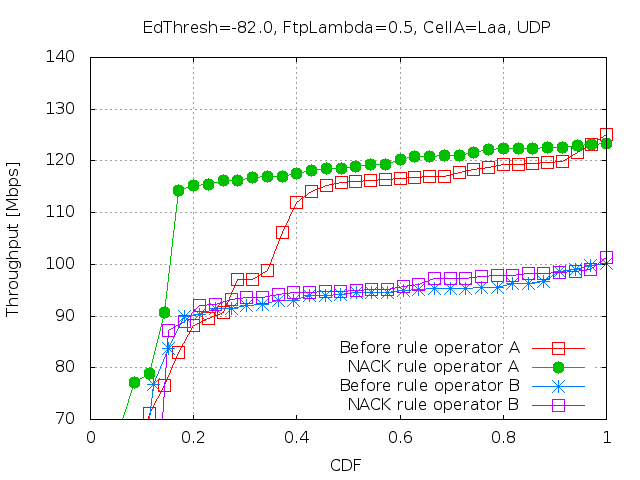 EdThresh=-82.0, FtpLambda=0.5, CellA=Laa, UDP
140
130
120
110
100
90
80
70
Throughput [Mbps]
Before rule operator A
NACK rule operator A
Before rule operator B
NACK rule operator B
0
0.2
0.4
0.6
0.8
1
CDF